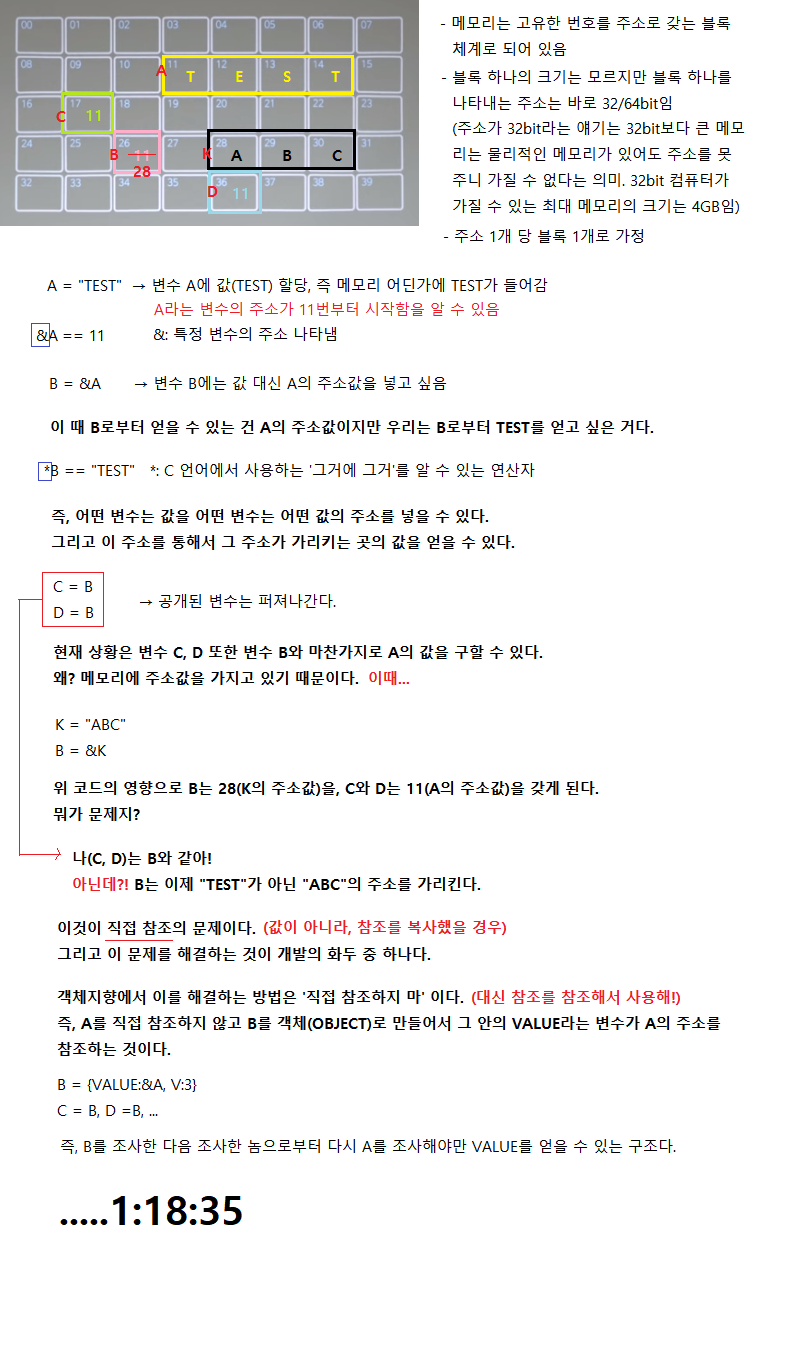 00 01 02 03 04 05 06 07
08 09 10 A 11 12 13 14 15
T E S T
16 C 17 18 19 20 21 22 23
11
24 25 B 26 K 27 28 29 30 31
11 A B C
28
32 33 34 35 D 36 37 38 39
11
- 메모리는 고유한 번호를 주소로 갖는 블록
체계로 되어 있음
- 블록 하나의 크기는 모르지만 블록 하나를
나타내는 주소는 바로 32/64bit임
(주소가 32bit라는 얘기는 32bit보다 큰 메모
리는 물리적인 메모리가 있어도 주소를 못
주니 가질 수 없다는 의미. 32bit 컴퓨터가
가질 수 있는 최대 메모리의 크기는 4GB임)
- 주소 1개 당 블록 1개로 가정
A = "TEST" → 변수 A에 값(TEST) 할당, 즉 메모리 어딘가에 TEST가 들어감
A라는 변수의 주소가 11번부터 시작함을 알 수 있음
&A == 11 &: 특정 변수의 주소 나타냄
B = &A → 변수 B에는 값 대신 A의 주소값을 넣고 싶음
이 때 B로부터 얻을 수 있는 건 A의 주소값이지만 우리는 B로부터 TEST를 얻고 싶은 거다.
*B == "TEST" *: C 언어에서 사용하는 '그거에 그거'를 알 수 있는 연산자
즉, 어떤 변수는 값을 어떤 변수는 어떤 값의 주소를 넣을 수 있다.
그리고 이 주소를 통해서 그 주소가 가리키는 곳의 값을 얻을 수 있다.
C = B
D = B
→ 공개된 변수는 퍼져나간다.
현재 상황은 변수 C, D 또한 변수 B와 마찬가지로 A의 값을 구할 수 있다.
왜? 메모리에 주소값을 가지고 있기 때문이다. 이때...
K = "ABC"
B = &K
위 코드의 영향으로 B는 28(K의 주소값)을, C와 D는 11(A의 주소값)을 갖게 된다.
뭐가 문제지?
나(C, D)는 B와 같아!
아닌데?! B는 이제 "TEST"가 아닌 "ABC"의 주소를 가리킨다.
이것이 직접 참조의 문제이다. (값이 아니라, 참조를 복사했을 경우)
그리고 이 문제를 해결하는 것이 개발의 화두 중 하나다.
객체지향에서 이를 해결하는 방법은 '직접 참조하지 마' 이다. (대신 참조를 참조해서 사용해!)
즉, A를 직접 참조하지 않고 B를 객체(OBJECT)로 만들어서 그 안의 VALUE라는 변수가 A의 주소를
참조하는 것이다.
B = {VALUE:&A, V:3}
C = B, D =B, ...
즉, B를 조사한 다음 조사한 놈으로부터 다시 A를 조사해야만 VALUE를 얻을 수 있는 구조다.
.....1:18:35